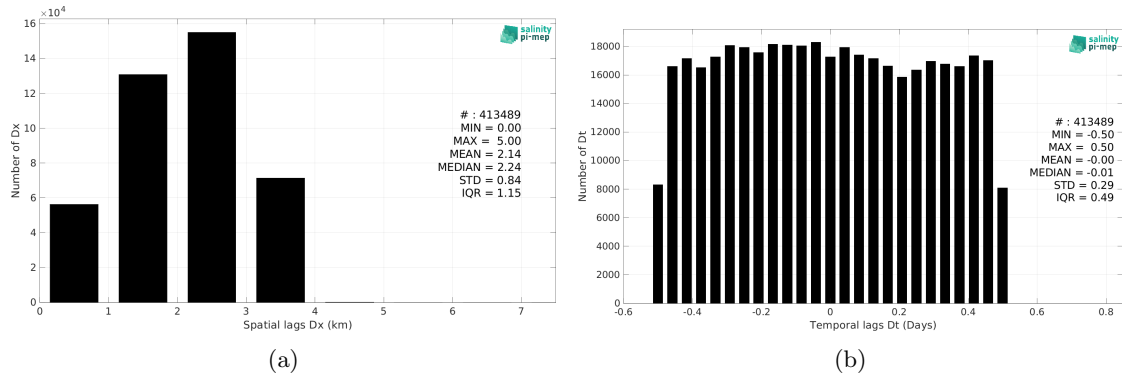 ×10⁴
16
14
12
10
8
6
4
2
0
Number of Dx
salinity
pi-mep
# : 413489
MIN = 0.00
MAX = 5.00
MEAN = 2.14
MEDIAN = 2.24
STD = 0.84
IQR = 1.15
0 1 2 3 4 5 6 7
Spatial lags Dx (km)
(a)
18000
16000
14000
12000
10000
8000
6000
4000
2000
0
Number of Dt
salinity
pi-mep
# : 413489
MIN = -0.50
MAX = 0.50
MEAN = -0.00
MEDIAN = -0.01
STD = 0.29
IQR = 0.49
-0.6 -0.4 -0.2 0 0.2 0.4 0.6 0.8
Temporal lags Dt (Days)
(b)